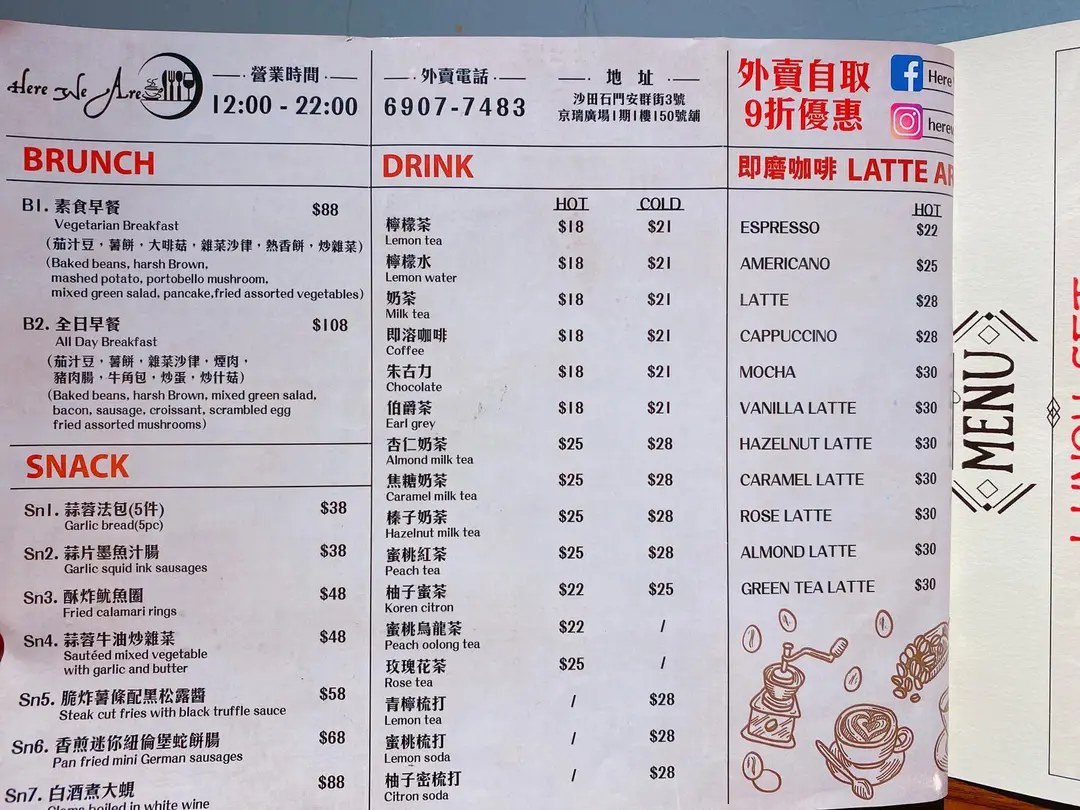 Here We Are
營業時間
12:00 - 22:00
外賣電話
6907-7483
地 址
沙田石門安群街3號
京瑞廣場1期1樓150號舖
外賣自取
9折優惠
Here
BRUNCH
B1. 素食早餐 $88
Vegetarian Breakfast
(茄汁豆，薯餅，大啡菇，雜菜沙律，熱香餅，炒雜菜)
(Baked beans, harsh Brown,
mashed potato, portobello mushroom,
mixed green salad, pancake,fried assorted vegetables)
B2. 全日早餐 $108
All Day Breakfast
(茄汁豆，薯餅，雜菜沙律，煙肉，
豬肉腸，牛角包，炒蛋，炒什菇)
(Baked beans, harsh Brown, mixed green salad,
bacon, sausage, croissant, scrambled egg
fried assorted mushrooms)
SNACK
Sn1. 蒜蓉法包(5件) $38
Garlic bread(5pc)
Sn2. 蒜片墨魚汁腸 $38
Garlic squid ink sausages
Sn3. 酥炸魷魚圈 $48
Fried calamari rings
Sn4. 蒜蓉牛油炒雜菜 $48
Sautéed mixed vegetable
with garlic and butter
Sn5. 脆炸薯條配黑松露醬 $58
Steak cut fries with black truffle sauce
Sn6. 香煎迷你紐倫堡蛇餅腸 $68
Pan fried mini German sausages
Sn7. 白酒煮大蜆 $88
Clams boiled in white wine
DRINK
HOT COLD
檸檬茶 $18 $21
Lemon tea
檸檬水 $18 $21
Lemon water
奶茶 $18 $21
Milk tea
即溶咖啡 $18 $21
Coffee
朱古力 $18 $21
Chocolate
伯爵茶 $18 $21
Earl grey
杏仁奶茶 $25 $28
Almond milk tea
焦糖奶茶 $25 $28
Caramel milk tea
榛子奶茶 $25 $28
Hazelnut milk tea
蜜桃紅茶 $25 $28
Peach tea
柚子蜜茶 $22 $25
Koren citron
蜜桃烏龍茶 $22 /
Peach oolong tea
玫瑰花茶 $25 /
Rose tea
青檸梳打 / $28
Lemon tea
蜜桃梳打 / $28
Lemon soda
柚子密梳打 / $28
Citron soda
即磨咖啡 LATTE AR
HOT
ESPRESSO $22
AMERICANO $25
LATTE $28
CAPPUCCINO $28
MOCHA $30
VANILLA LATTE $30
HAZELNUT LATTE $30
CARAMEL LATTE $30
ROSE LATTE $30
ALMOND LATTE $30
GREEN TEA LATTE $30
MENU